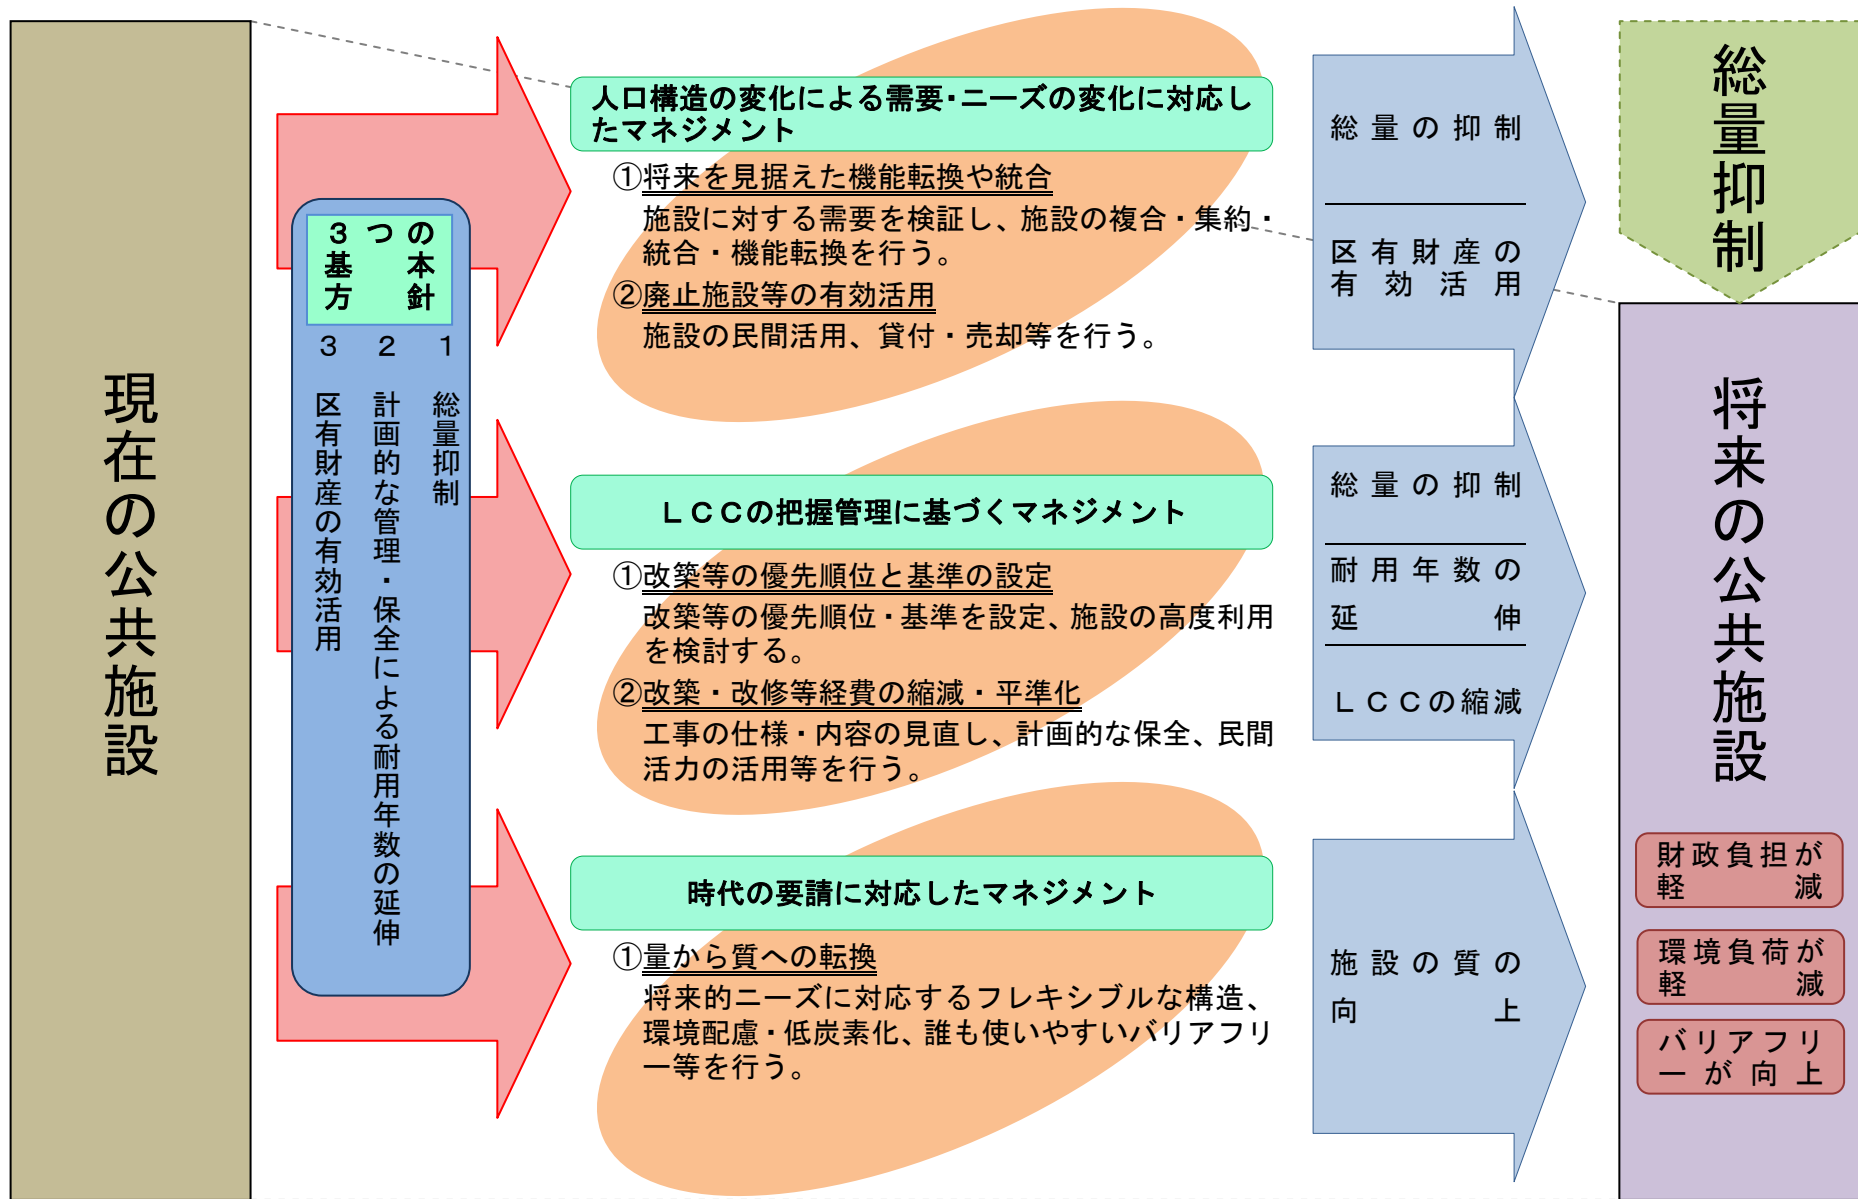 現在の公共施設
3つの
基本
方針
1 総量抑制
2 計画的な管理・保全による耐用年数の延伸
3 区有財産の有効活用
人口構造の変化による需要・ニーズの変化に対応し
たマネジメント
①将来を見据えた機能転換や統合
施設に対する需要を検証し、施設の複合・集約・
統合・機能転換を行う。
②廃止施設等の有効活用
施設の民間活用、貸付・売却等を行う。
総量の抑制
区有財産の
有効活用
LCCの把握管理に基づくマネジメント
①改築等の優先順位と基準の設定
改築等の優先順位・基準を設定、施設の高度利用
を検討する。
②改築・改修等経費の縮減・平準化
工事の仕様・内容の見直し、計画的な保全、民間
活力の活用等を行う。
総量の抑制
耐用年数の
延伸
LCCの縮減
時代の要請に対応したマネジメント
①量から質への転換
将来的ニーズに対応するフレキシブルな構造、
環境配慮・低炭素化、誰も使いやすいバリアフリ
ー等を行う。
施設の質の
向上
総量抑制
将来の公共施設
財政負担が
軽減
環境負荷が
軽減
バリアフリ
ーが向上